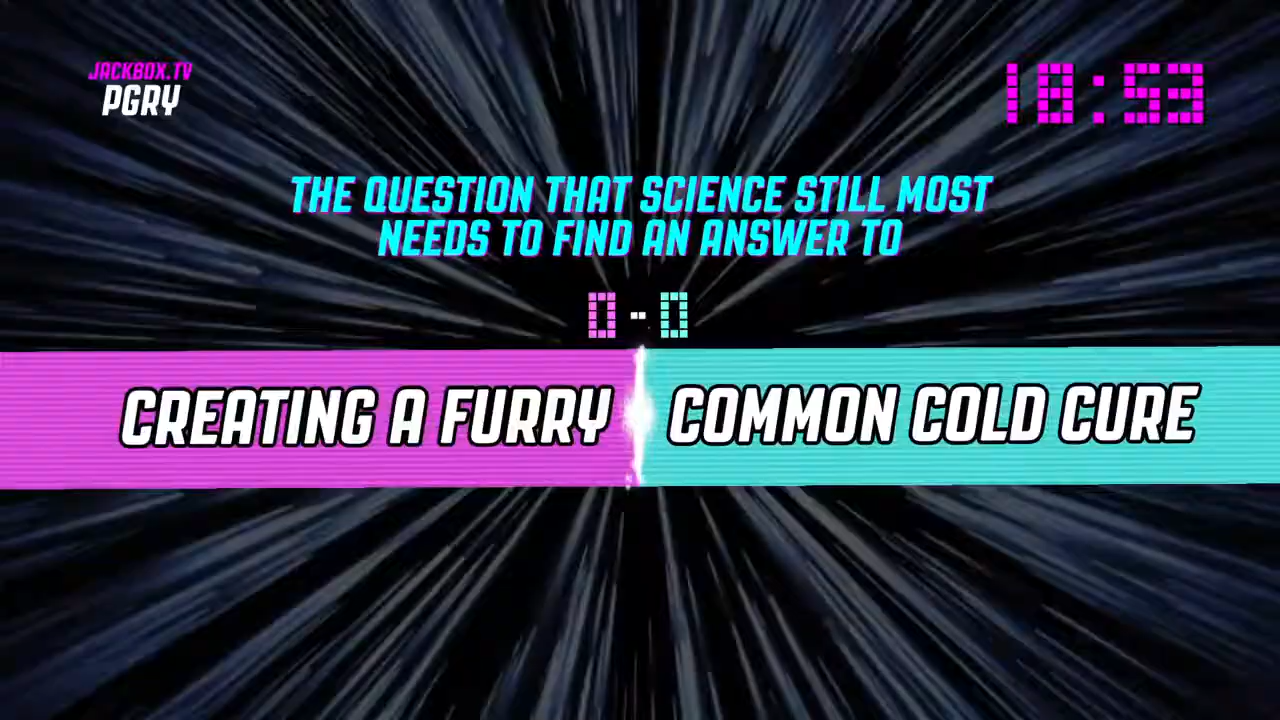 JACKBOX.TV
PGRY
18:53
THE QUESTION THAT SCIENCE STILL MOST
NEEDS TO FIND AN ANSWER TO
0-0
CREATING A FURRY
COMMON COLD CURE